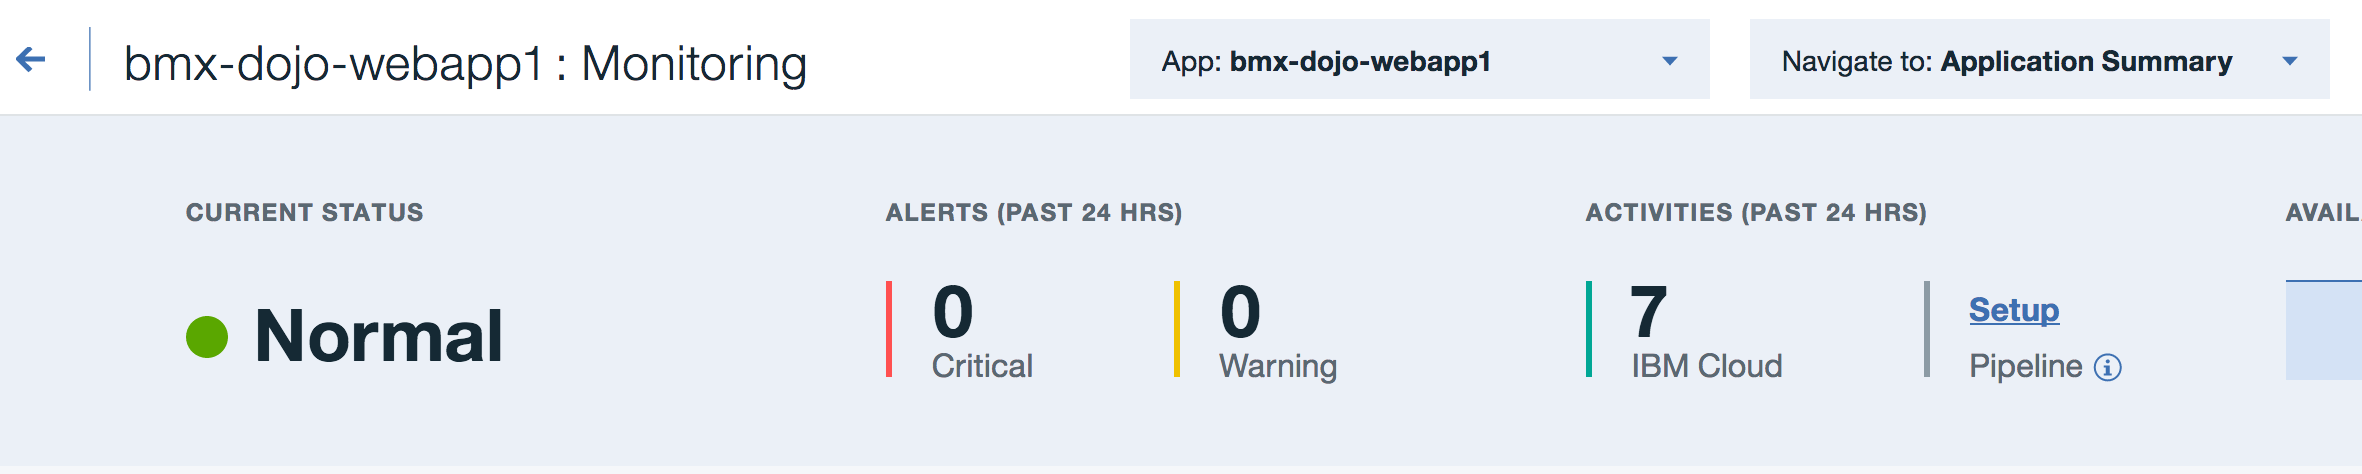 bmx-dojo-webapp1 : Monitoring
App: bmx-dojo-webapp1
Navigate to: Application Summary
CURRENT STATUS
Normal
ALERTS (PAST 24 HRS)
0
Critical
0
Warning
ACTIVITIES (PAST 24 HRS)
7
IBM Cloud
Setup
Pipeline
AVAIL